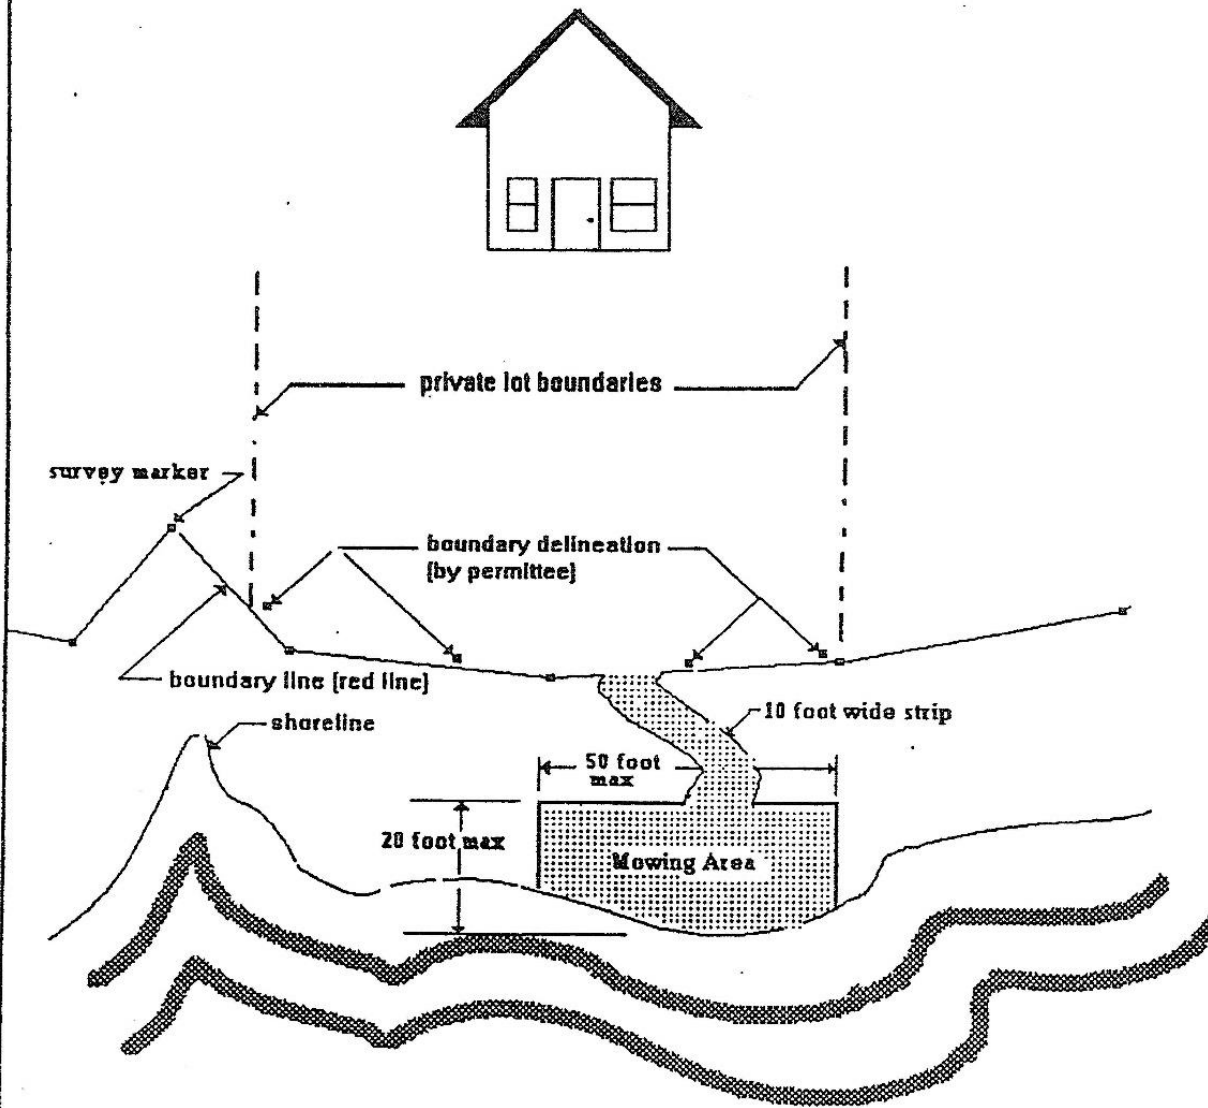 private lot boundaries
survey marker
boundary delineation
[by permittee]
boundary line [red line]
shoreline
10 foot wide strip
50 foot
max
20 foot max
Mowing Area